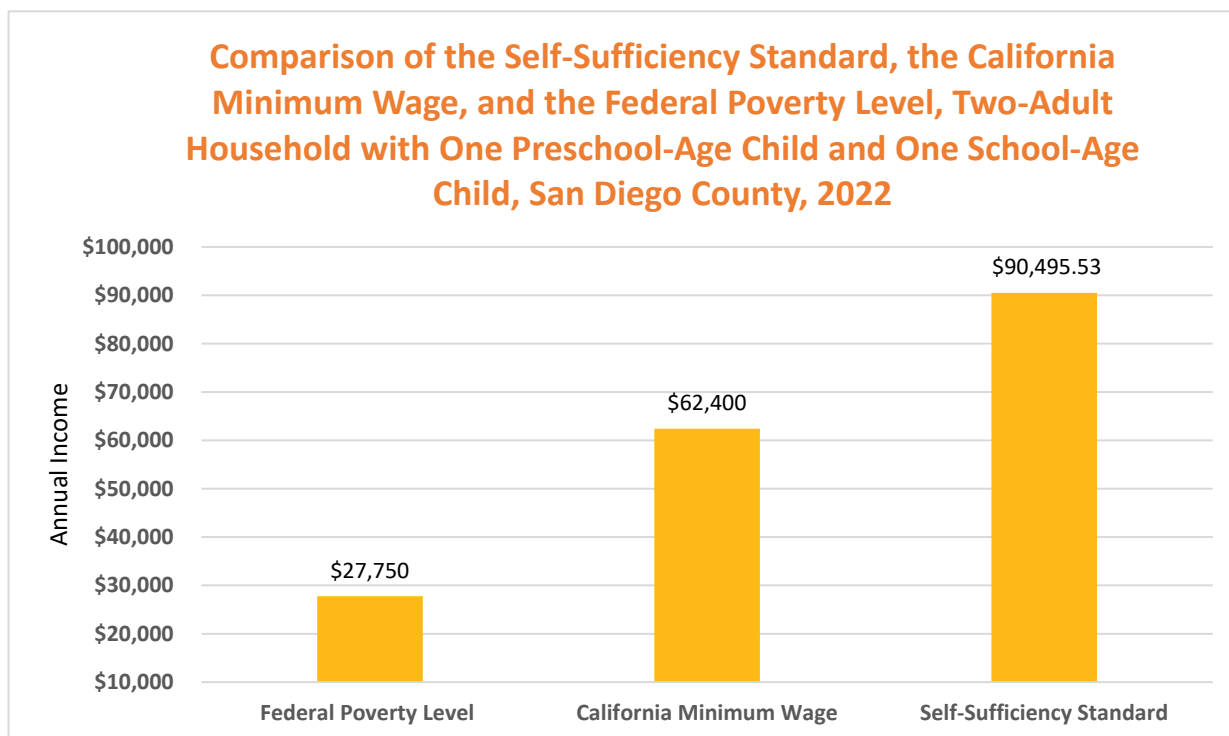 Comparison of the Self-Sufficiency Standard, the California
Minimum Wage, and the Federal Poverty Level, Two-Adult
Household with One Preschool-Age Child and One School-Age
Child, San Diego County, 2022
$100,000
$90,000
$80,000
$70,000
$60,000
$50,000
$40,000
$30,000
$20,000
$10,000
Annual Income
$27,750
$62,400
$90,495.53
Federal Poverty Level
California Minimum Wage
Self-Sufficiency Standard